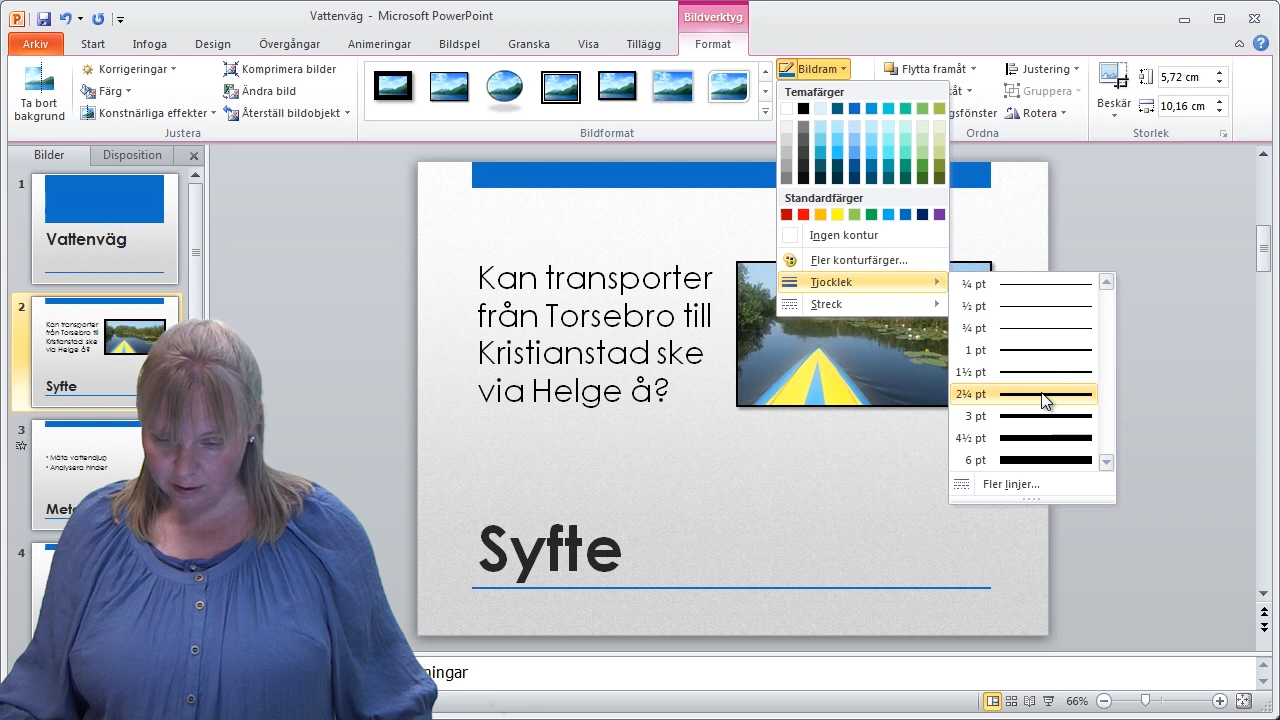 Vattenväg - Microsoft PowerPoint
Bildverktyg
Arkiv
Start
Infoga
Design
Övergångar
Animeringar
Bildspel
Granska
Visa
Tillägg
Format
Ta bort
bakgrund
Korrigeringar
Färg
Konstnärliga effekter
Komprimera bilder
Ändra bild
Återställ bildobjekt
Justera
Bildformat
Bildram
Flytta framåt
Justering
Grupperas
Rotera
Ordna
Beskär
5,72 cm
10,16 cm
Storlek
Temafärger
Standardfärger
Ingen kontur
Fler konturfärger...
Tjocklek
Streck
¼ pt
½ pt
¾ pt
1 pt
1½ pt
2¼ pt
3 pt
4½ pt
6 pt
Fler linjer...
Bilder
Disposition
1
Vattenväg
2
Kan transporter
från Torsebro till
Kristianstad ske
via Helge å?
Syfte
3
• Mäta vattendjup
• Analysera hinder
4
Kan transporter
från Torsebro till
Kristianstad ske
via Helge å?
Syfte
66%